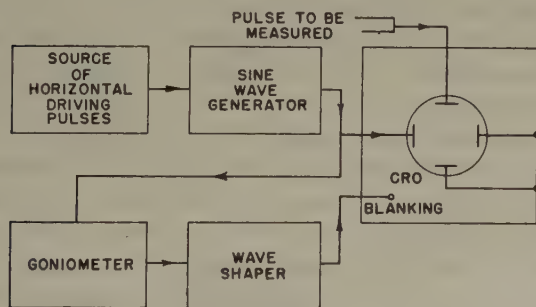 PULSE TO BE
MEASURED
SOURCE
OF
HORIZONTAL
DRIVING
PULSES
SINE
WAVE
GENERATOR
CRO
BLANKING
GONIOMETER
WAVE
SHAPER